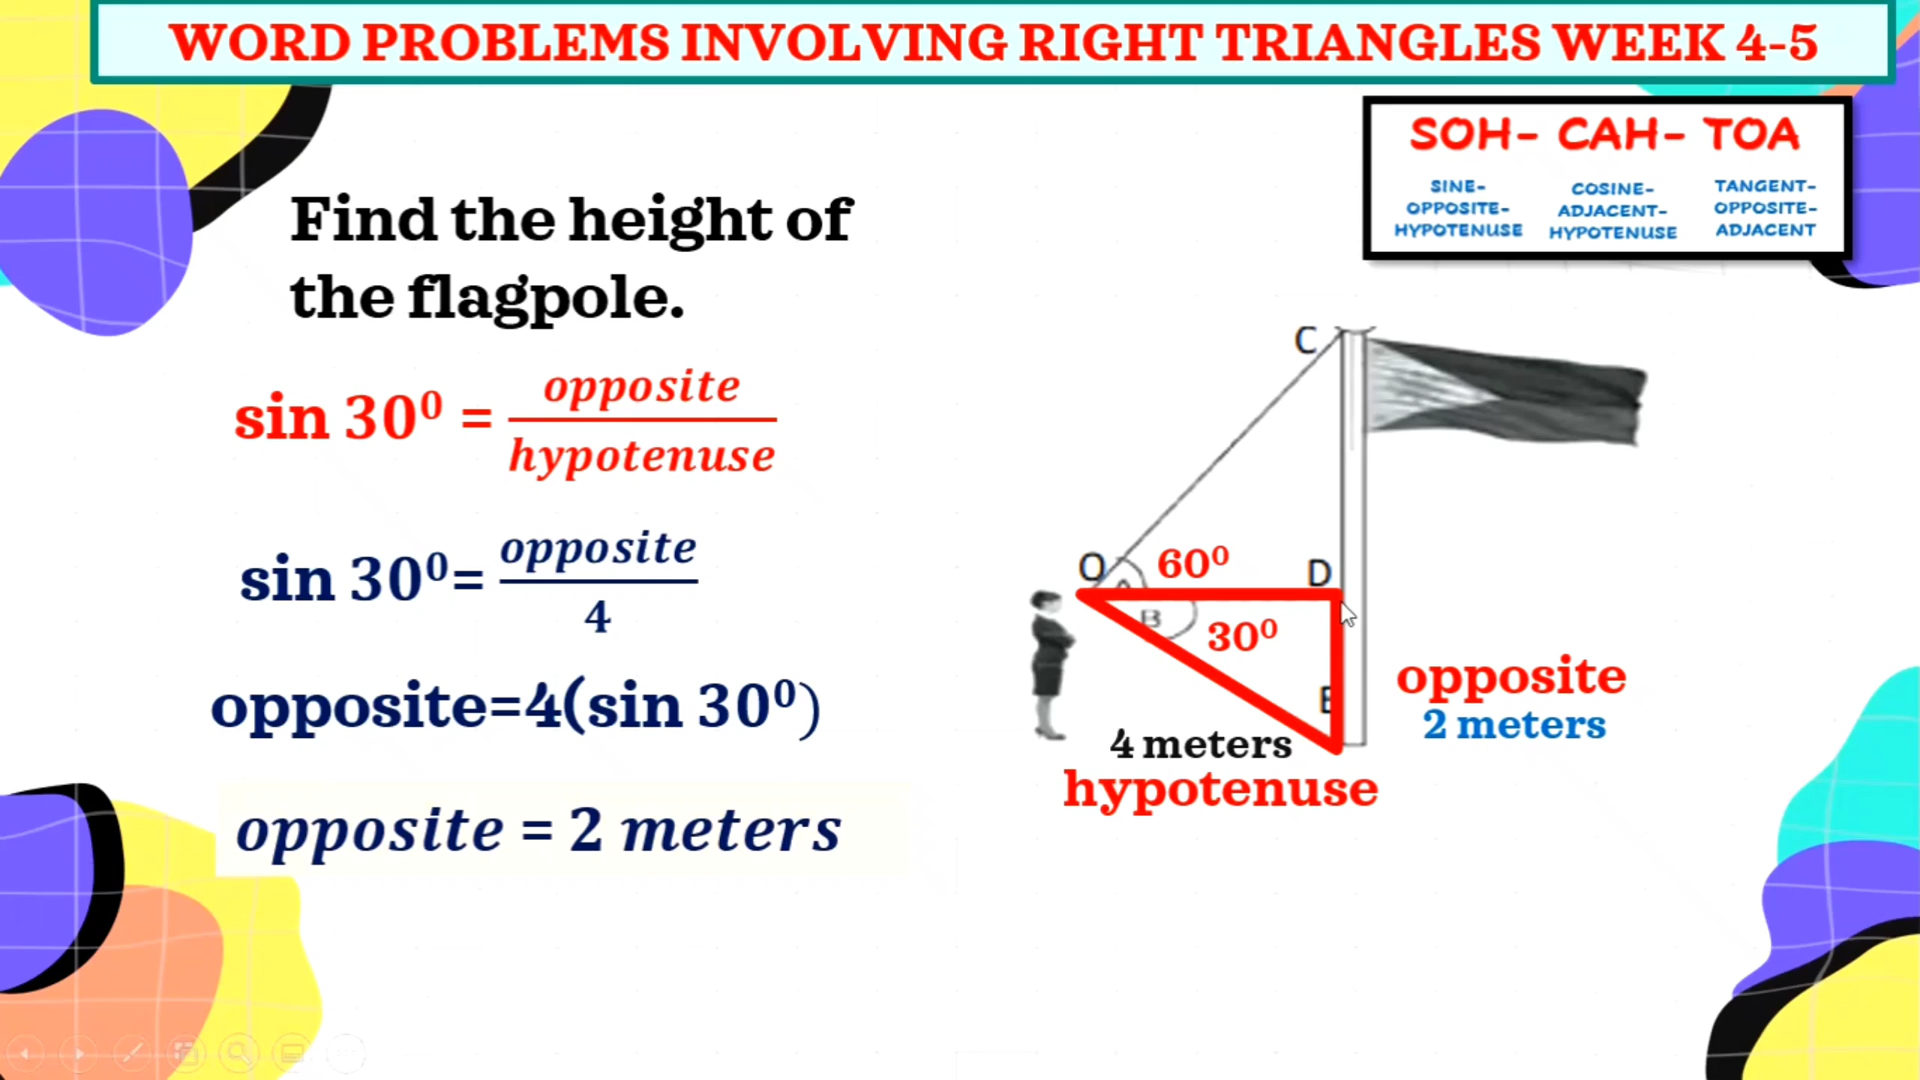 WORD PROBLEMS INVOLVING RIGHT TRIANGLES WEEK 4-5
SOH- CAH- TOA
SINE-
OPPOSITE-
HYPOTENUSE
COSINE-
ADJACENT-
HYPOTENUSE
TANGENT-
OPPOSITE-
ADJACENT
Find the height of
the flagpole.
sin 30⁰ = opposite
hypotenuse
sin 30⁰= opposite
4
opposite=4(sin 30⁰)
opposite = 2 meters
C
O
60⁰
D
B
30⁰
E
4 meters
hypotenuse
opposite
2 meters